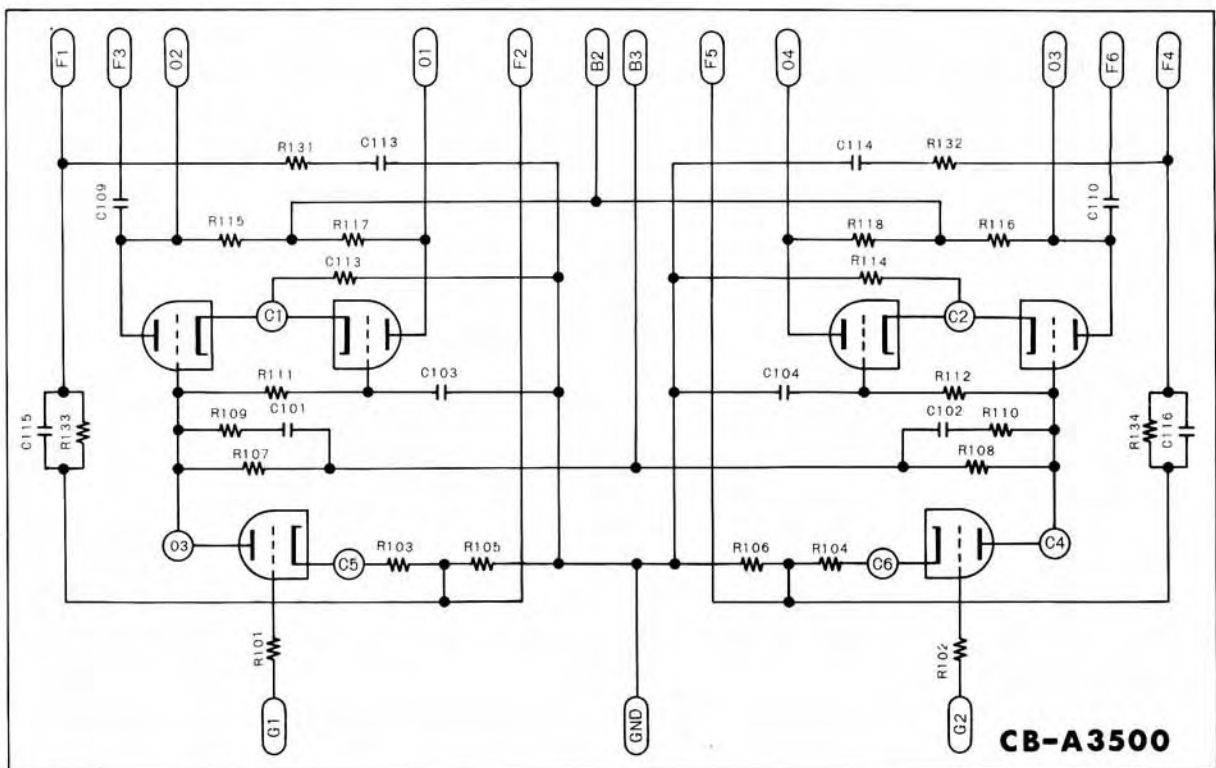 F1
F3
O2
O1
F2
B2
B3
F5
O4
O3
F6
F4
R131
C113
C114
R132
C109
C110
R115
R117
R118
R116
C113
R114
C1
C2
R111
C103
C104
R112
R109
C101
C102
R110
C115
R133
R134
C116
R107
R108
O3
C5
R103
R105
R106
R104
C6
C4
R101
R102
G1
GND
G2
CB-A3500